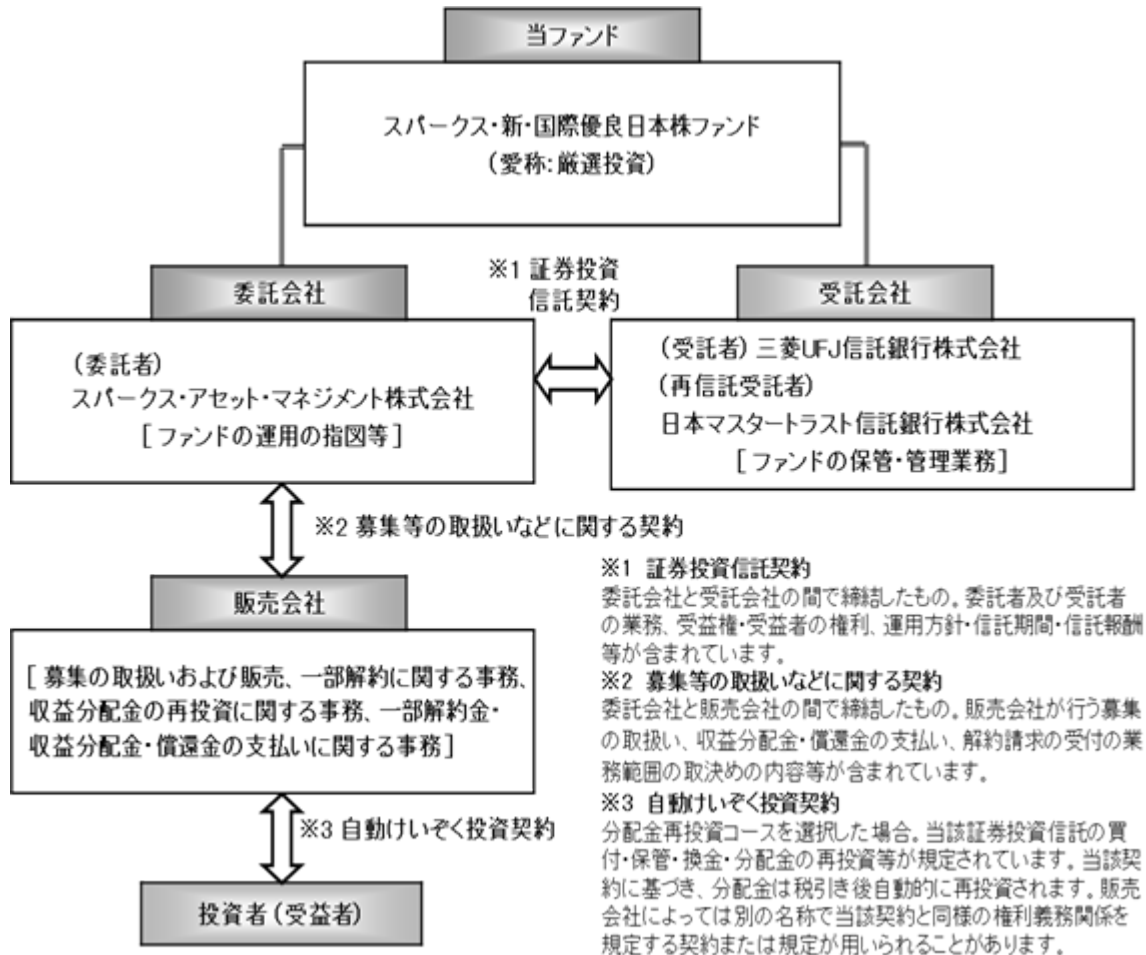 当ファンド
スパークス・新・国際優良日本株ファンド
(愛称:厳選投資)
委託会社
※1 証券投資
信託契約
受託会社
(委託者)
スパークス・アセット・マネジメント株式会社
[ファンドの運用の指図等]
(受託者) 三菱UFJ信託銀行株式会社
(再信託受託者)
日本マスタートラスト信託銀行株式会社
[ファンドの保管・管理業務]
※2 募集等の取扱いなどに関する契約
販売会社
[募集の取扱いおよび販売、一部解約に関する事務、
収益分配金の再投資に関する事務、一部解約金・
収益分配金・償還金の支払いに関する事務]
※3 自動けいぞく投資契約
投資者(受益者)
※1 証券投資信託契約
委託会社と受託会社の間で締結したもの。委託者及び受託者
の業務、受益権・受益者の権利、運用方針・信託期間・信託報酬
等が含まれています。
※2 募集等の取扱いなどに関する契約
委託会社と販売会社の間で締結したもの。販売会社が行う募集
の取扱い、収益分配金・償還金の支払い、解約請求の受付の業
務範囲の取決めの内容等が含まれています。
※3 自動けいぞく投資契約
分配金再投資コースを選択した場合。当該証券投資信託の買
付・保管・換金・分配金の再投資等が規定されています。当該契
約に基づき、分配金は税引き後自動的に再投資されます。販売
会社によっては別の名称で当該契約と同様の権利義務関係を
規定する契約または規定が用いられることがあります。